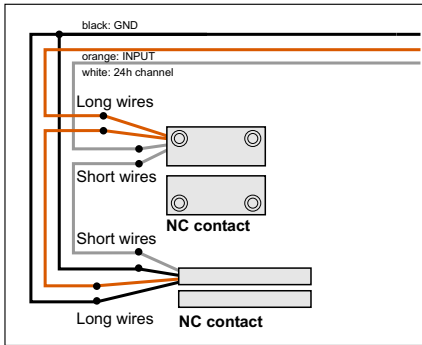 black: GND
orange: INPUT
white: 24h channel
Long wires
Short wires
NC contact
Short wires
Long wires
NC contact